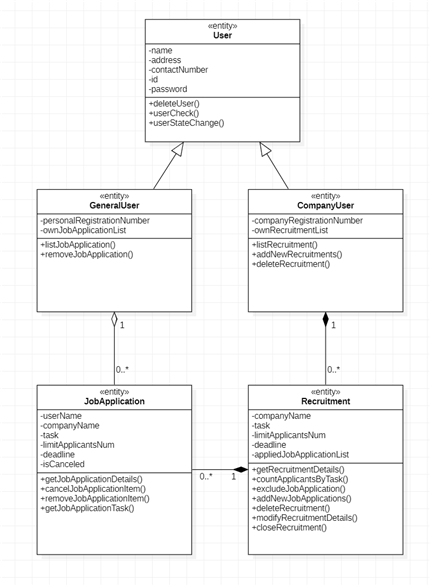 «entity»
User
-name
-address
-contactNumber
-id
-password
+deleteUser()
+userCheck()
+userStateChange()
«entity»
GeneralUser
-personalRegistrationNumber
-ownJobApplicationList
+listJobApplication()
+removeJobApplication()
«entity»
CompanyUser
-companyRegistrationNumber
-ownRecruitmentList
+listRecruitment()
+addNewRecruitments()
+deleteRecruitment()
1
1
0..*
0..*
«entity»
JobApplication
-userName
-companyName
-task
-limitApplicantsNum
-deadline
-isCanceled
+getJobApplicationDetails()
+cancelJobApplicationItem()
+removeJobApplicationItem()
+getJobApplicationTask()
0..*
1
«entity»
Recruitment
-companyName
-task
-limitApplicantsNum
-deadline
-appliedJobApplicationList
+getRecruitmentDetails()
+countApplicantsByTask()
+excludeJobApplication()
+addNewJobApplications()
+deleteRecruitment()
+modifyRecruitmentDetails()
+closeRecruitment()